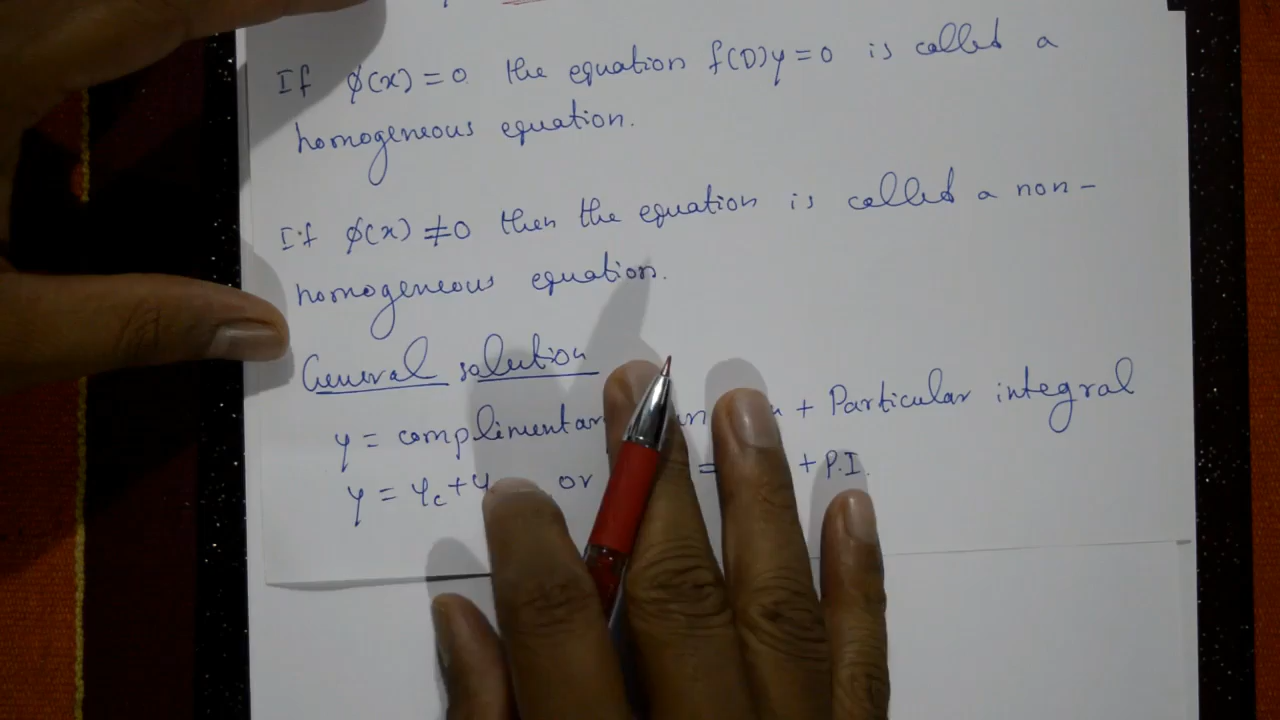 If φ(x) = 0 the equation f(D)y = 0 is called a
homogeneous equation.
If φ(x) ≠ 0 then the equation is called a non-
homogeneous equation.
General solution
y = + Particular integral
y = yc + or = + P.I.